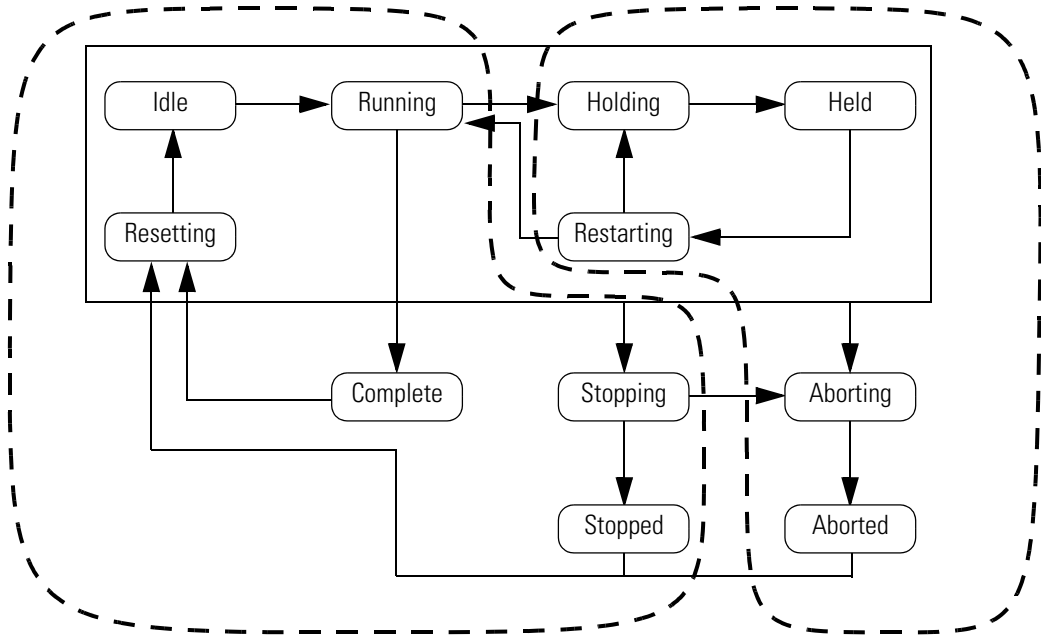 Idle
Running
Holding
Held
Resetting
Restarting
Complete
Stopping
Aborting
Stopped
Aborted